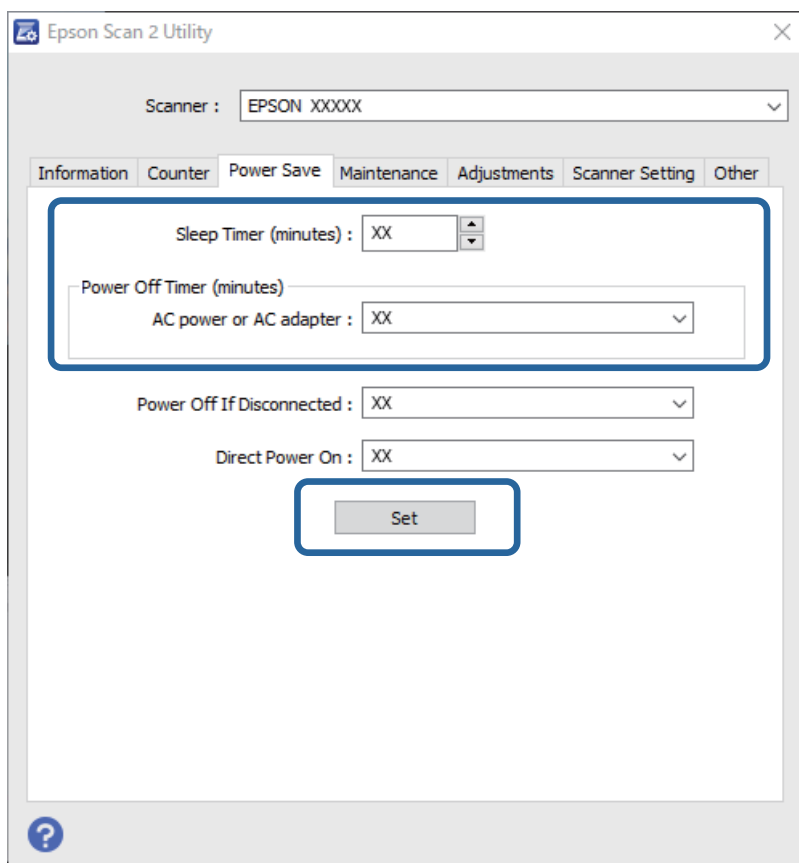 Epson Scan 2 Utility
Scanner : EPSON XXXXX
Information Counter Power Save Maintenance Adjustments Scanner Setting Other
Sleep Timer (minutes) : XX
Power Off Timer (minutes)
AC power or AC adapter : XX
Power Off If Disconnected : XX
Direct Power On : XX
Set
?